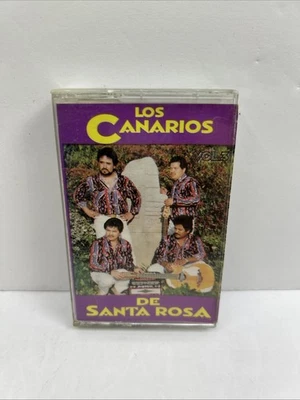 LOS
CANARIOS
VOL.3
DE
SANTA ROSA